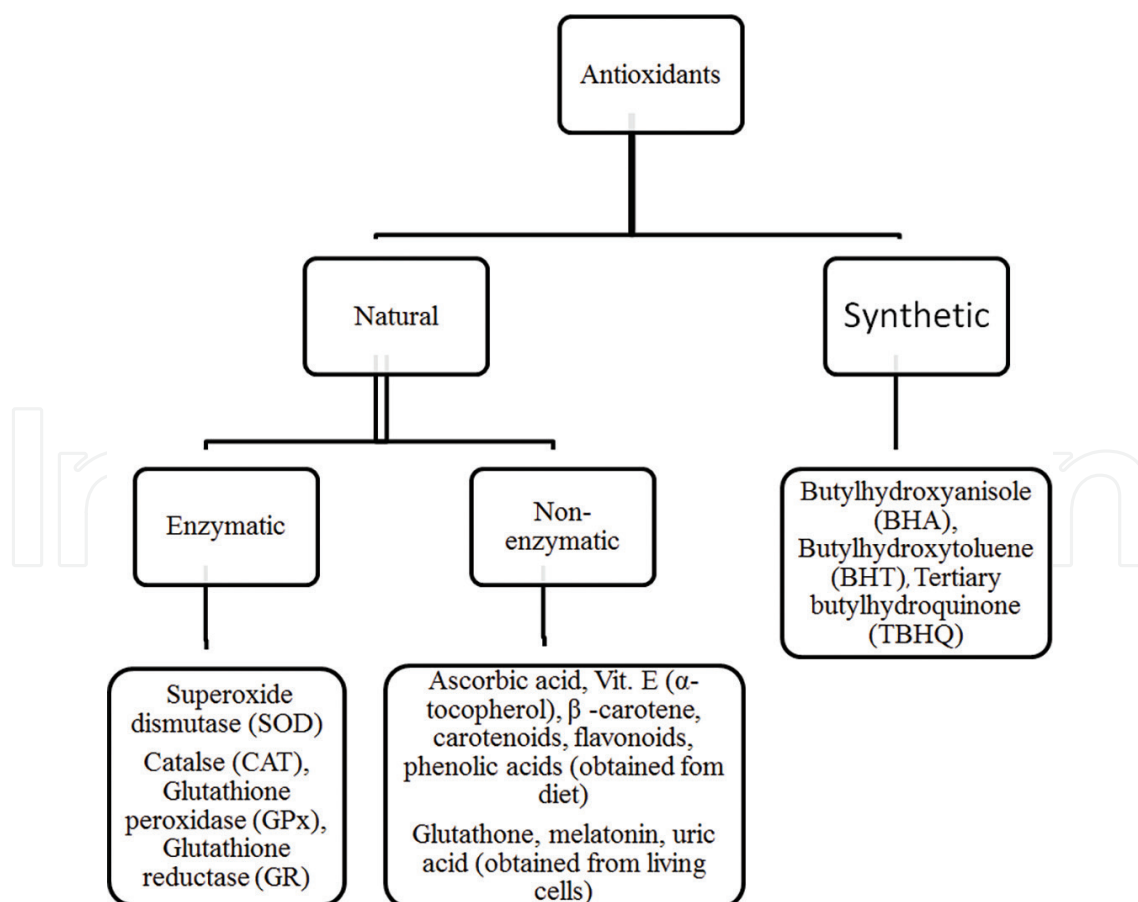 Antioxidants
Natural
Synthetic
Enzymatic
Non-
enzymatic
Butylhydroxyanisole
(BHA),
Butylhydroxytoluene
(BHT), Tertiary
butylhydroquinone
(TBHQ)
Superoxide
dismutase (SOD)
Catalse (CAT),
Glutathione
peroxidase (GPx),
Glutathione
reductase (GR)
Ascorbic acid, Vit. E (α-
tocopherol), β -carotene,
carotenoids, flavonoids,
phenolic acids (obtained fom
diet)
Glutathone, melatonin, uric
acid (obtained from living
cells)